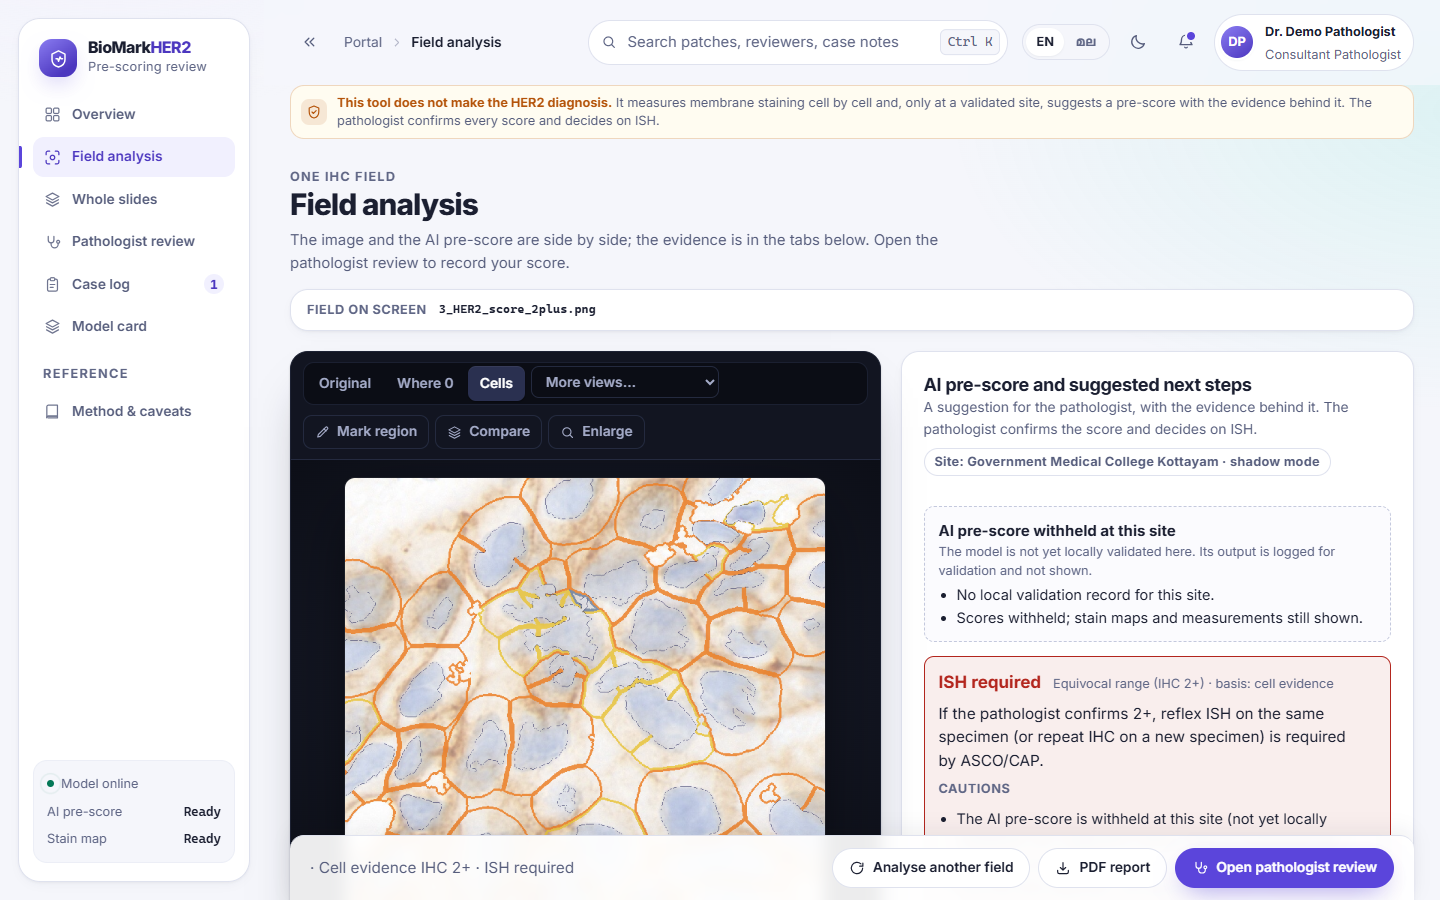 BioMarkHER2
Pre-scoring review
Overview
Field analysis
Whole slides
Pathologist review
Case log 1
Model card
REFERENCE
Method & caveats
Model online
AI pre-score Ready
Stain map Ready
Portal > Field analysis
Search patches, reviewers, case notes Ctrl K
EN മല
DP
Dr. Demo Pathologist
Consultant Pathologist
This tool does not make the HER2 diagnosis. It measures membrane staining cell by cell and, only at a validated site, suggests a pre-score with the evidence behind it. The
pathologist confirms every score and decides on ISH.
ONE IHC FIELD
Field analysis
The image and the AI pre-score are side by side; the evidence is in the tabs below. Open the
pathologist review to record your score.
FIELD ON SCREEN 3_HER2_score_2plus.png
Original Where 0 Cells More views...
Mark region Compare Enlarge
AI pre-score and suggested next steps
A suggestion for the pathologist, with the evidence behind it. The
pathologist confirms the score and decides on ISH.
Site: Government Medical College Kottayam · shadow mode
AI pre-score withheld at this site
The model is not yet locally validated here. Its output is logged for
validation and not shown.
• No local validation record for this site.
• Scores withheld; stain maps and measurements still shown.
ISH required Equivocal range (IHC 2+) · basis: cell evidence
If the pathologist confirms 2+, reflex ISH on the same
specimen (or repeat IHC on a new specimen) is required
by ASCO/CAP.
CAUTIONS
• The AI pre-score is withheld at this site (not yet locally
· Cell evidence IHC 2+ · ISH required
Analyse another field PDF report Open pathologist review